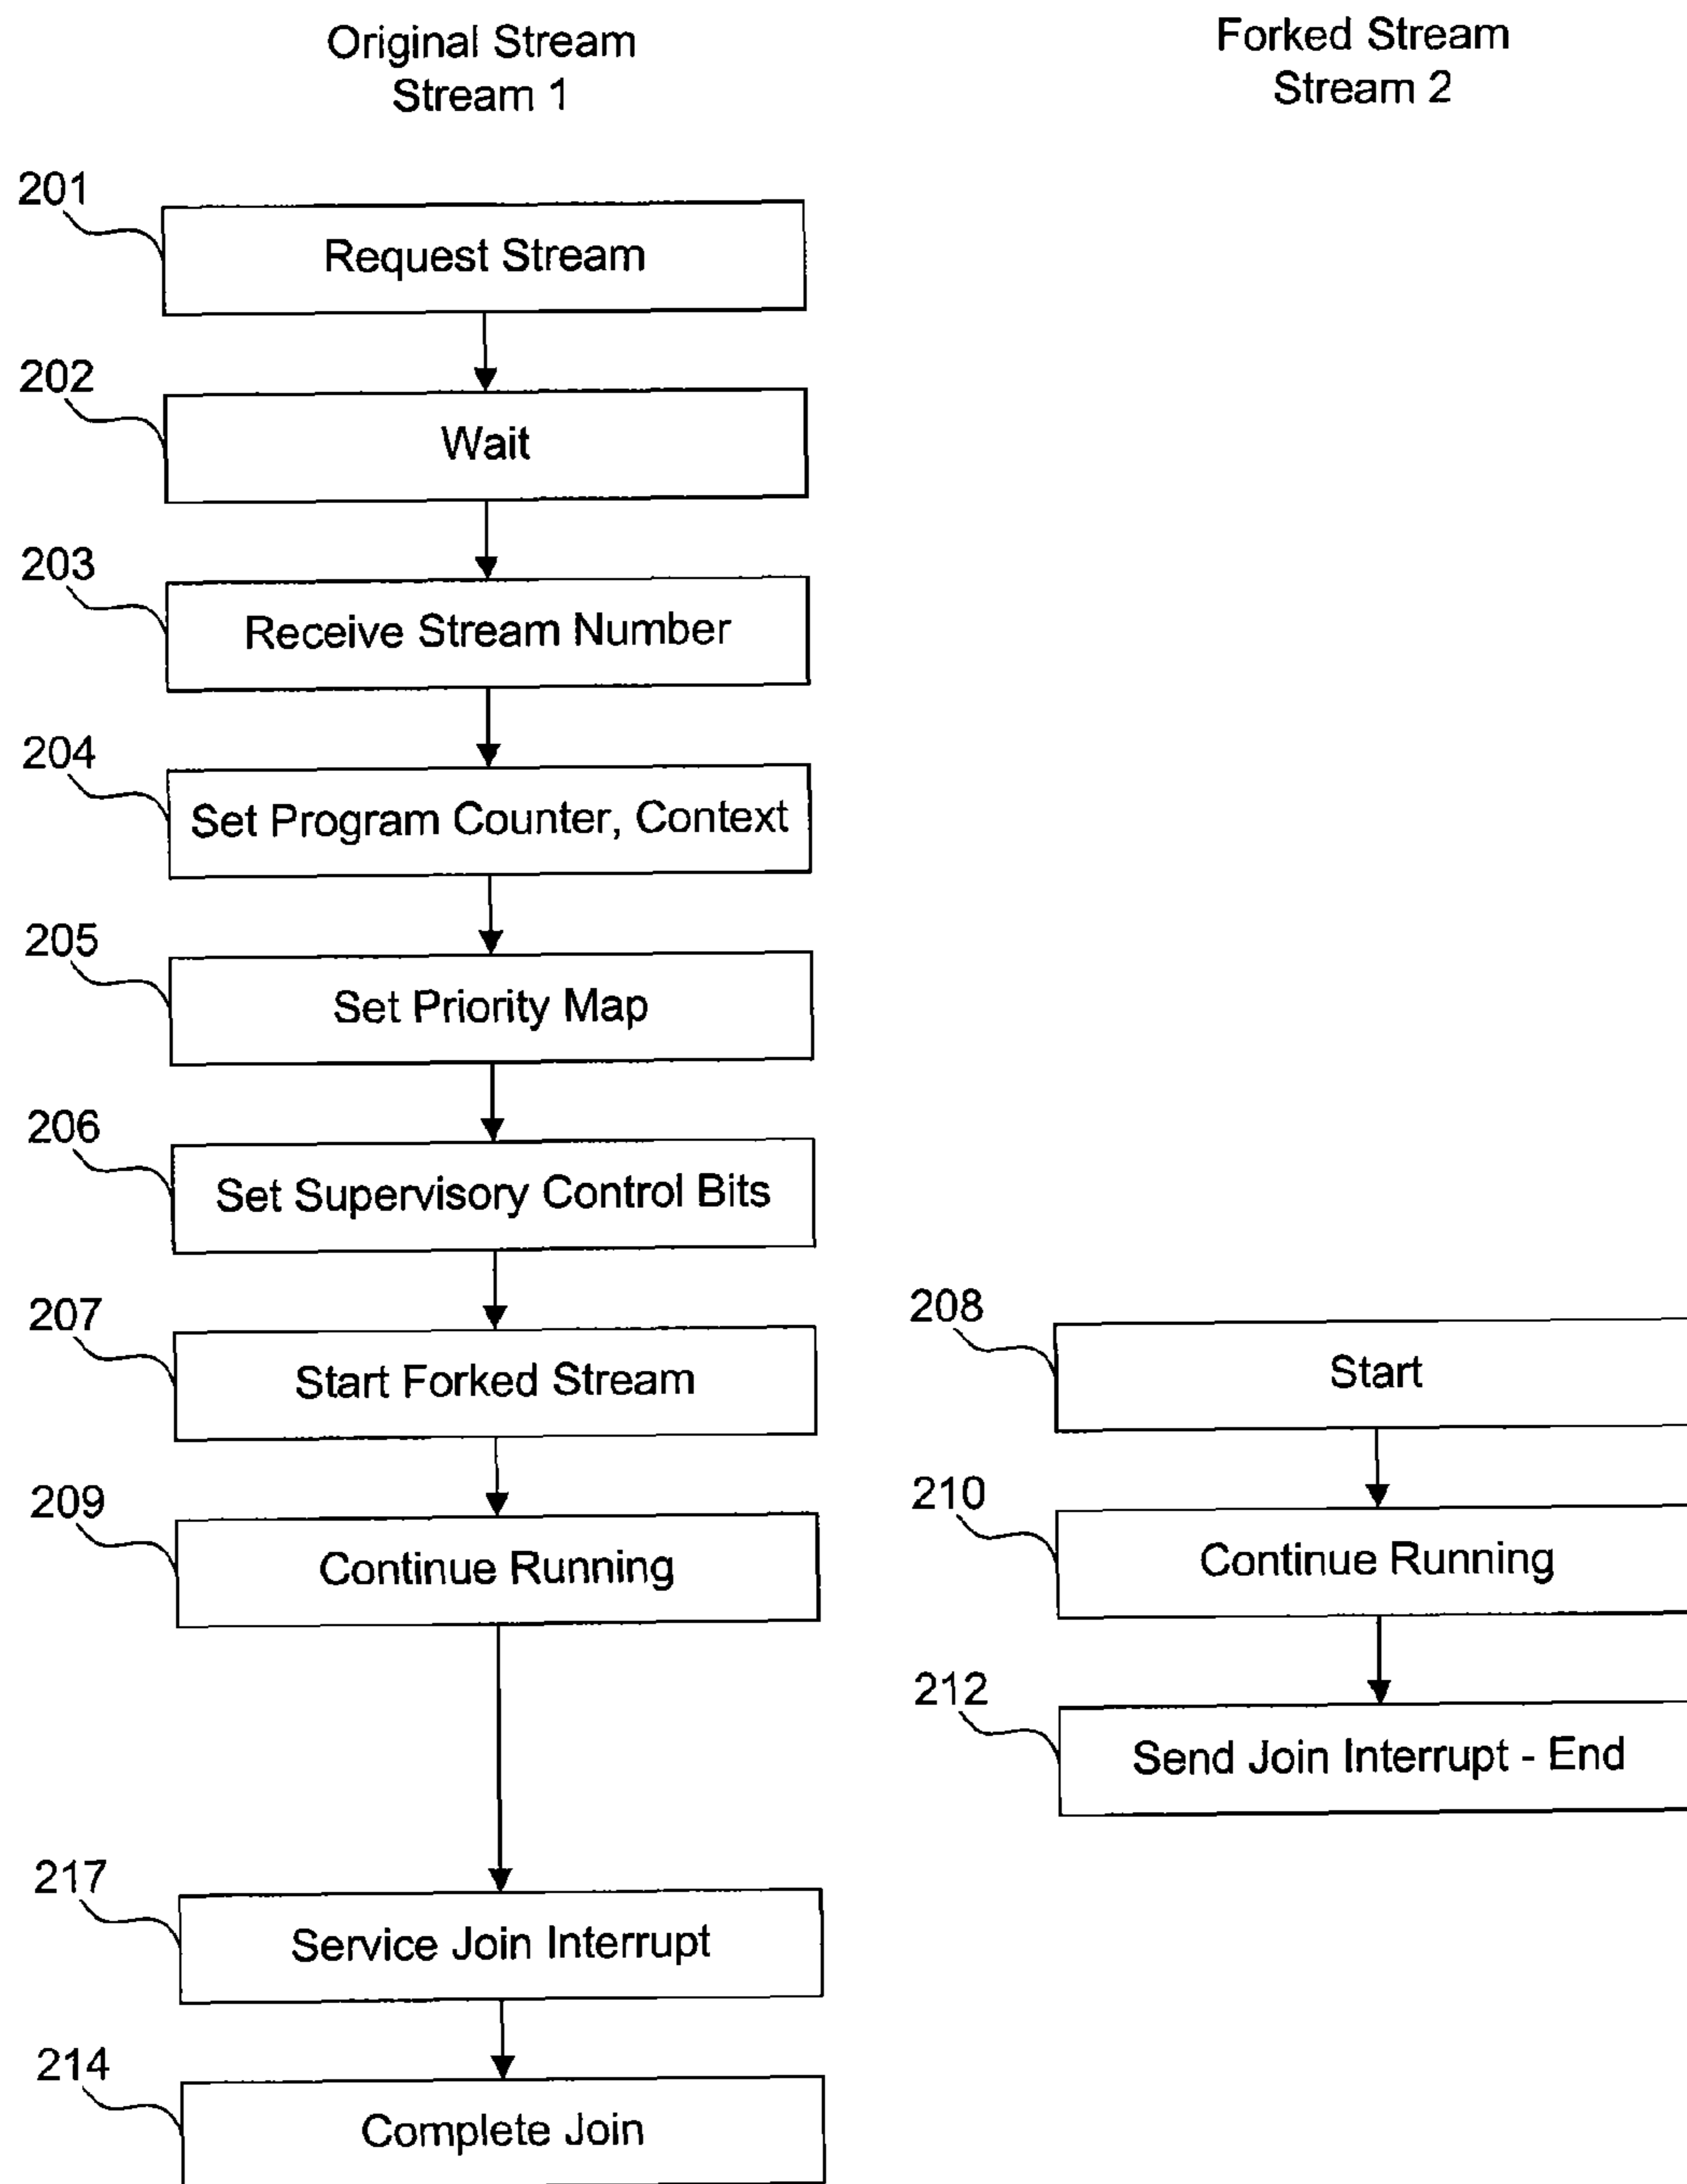 Original Stream
Stream 1
Forked Stream
Stream 2
201
Request Stream
202
Wait
203
Receive Stream Number
204
Set Program Counter, Context
205
Set Priority Map
206
Set Supervisory Control Bits
207
Start Forked Stream
208
Start
209
Continue Running
210
Continue Running
212
Send Join Interrupt - End
217
Service Join Interrupt
214
Complete Join